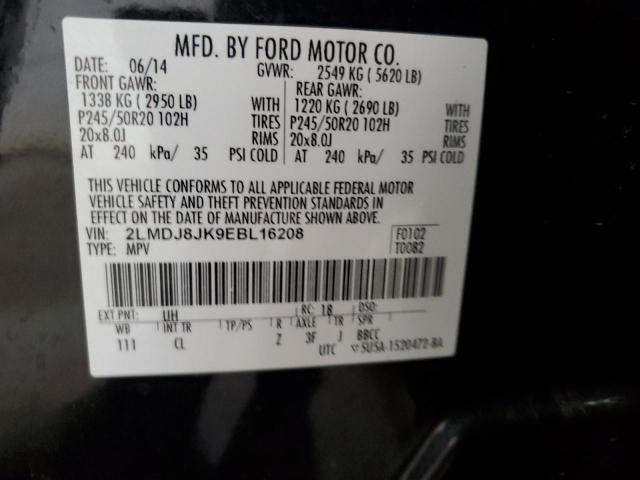 MFD. BY FORD MOTOR CO.
DATE: 06/14 GVWR: 2549 KG ( 5620 LB)
FRONT GAWR: REAR GAWR:
1338 KG ( 2950 LB) WITH 1220 KG ( 2690 LB) WITH
P245/50R20 102H TIRES P245/50R20 102H TIRES
20x8.0J RIMS 20x8.0J RIMS
AT 240 kPa/ 35 PSI COLD AT 240 kPa/ 35 PSI COLD
THIS VEHICLE CONFORMS TO ALL APPLICABLE FEDERAL MOTOR
VEHICLE SAFETY AND THEFT PREVENTION STANDARDS IN
EFFECT ON THE DATE OF MANUFACTURE SHOWN ABOVE.
VIN: 2LMDJ8JK9EBL16208 F0102
TYPE: MPV T0082
EXT PNT: UH RC: 18 DSO:
WB INT TR TP/PS R AXLE TR SPR
111 CL Z 3F J BBCC
UTC ▽ SU5A-1520472-BA